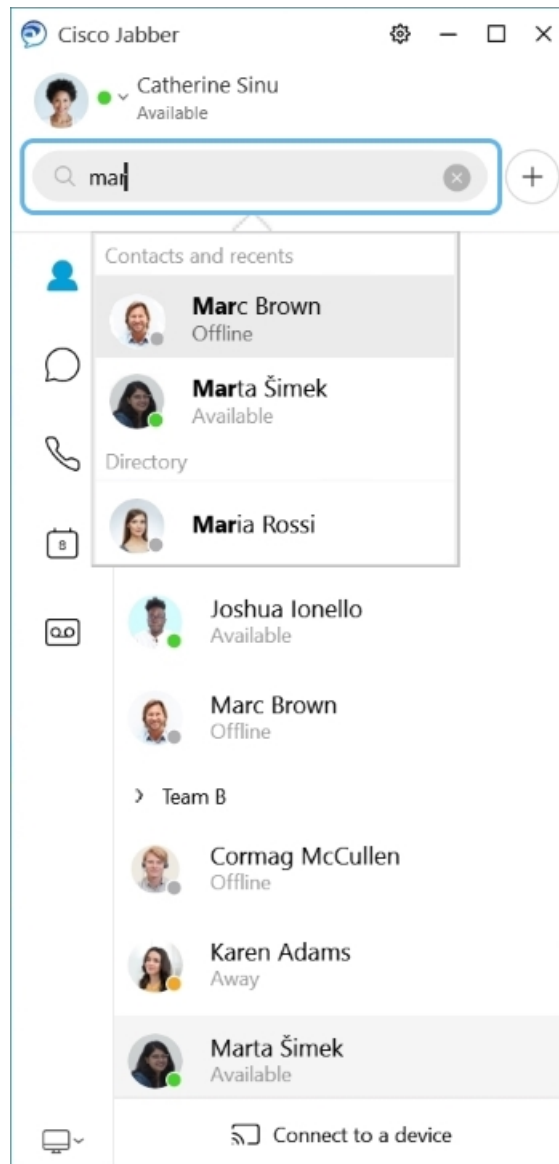 Cisco Jabber
Catherine Sinu
Available
mar
Contacts and recents
Marc Brown
Offline
Marta Šimek
Available
Directory
Maria Rossi
8
Joshua Ionello
Available
Marc Brown
Offline
Team B
Cormag McCullen
Offline
Karen Adams
Away
Marta Šimek
Available
Connect to a device